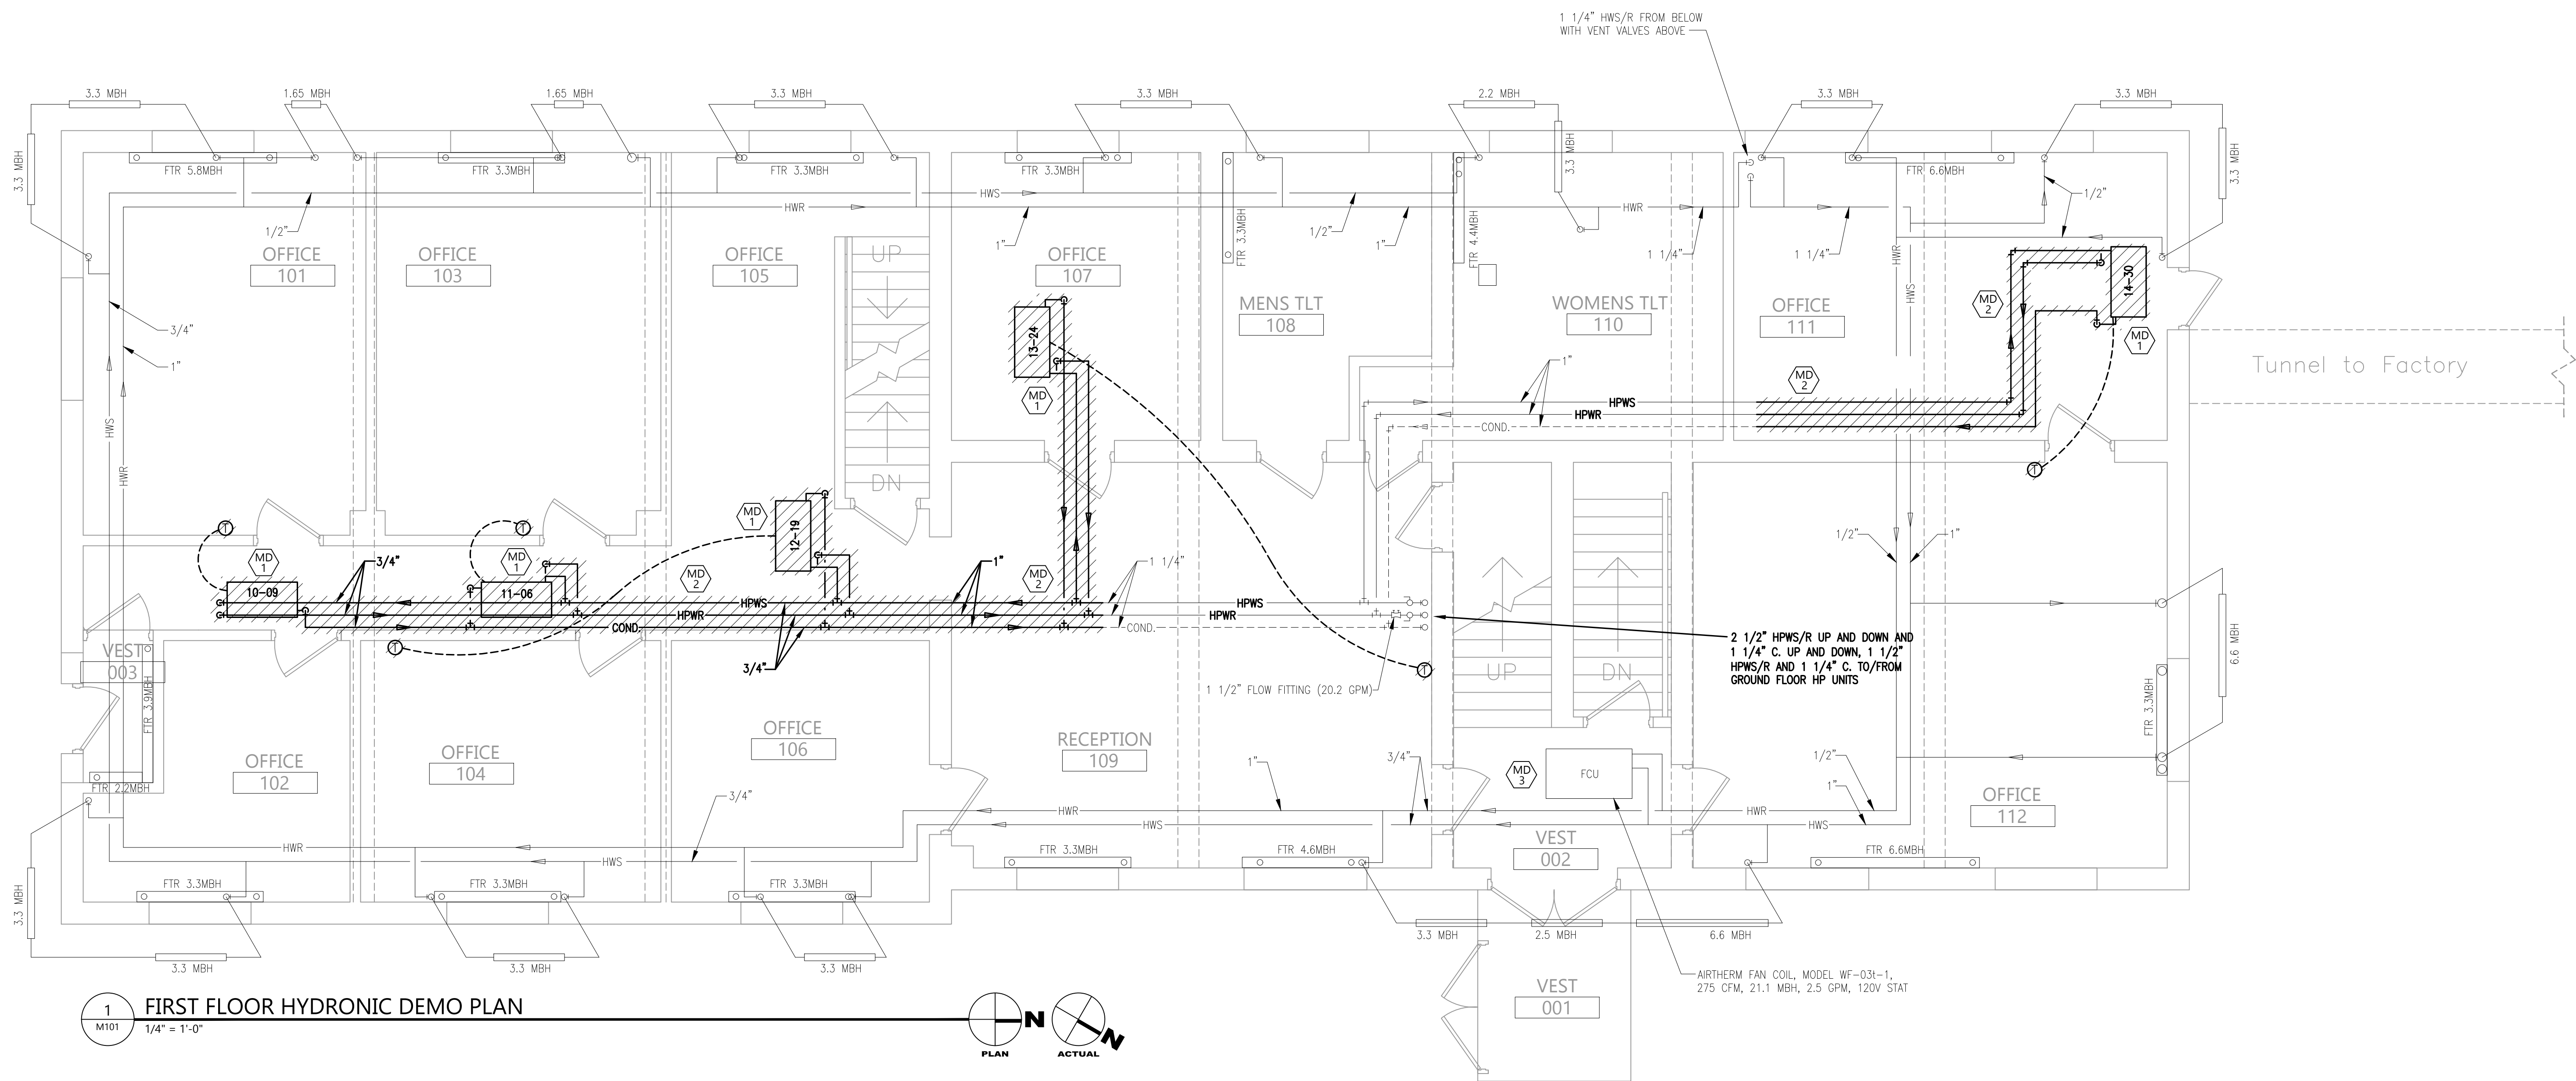 1 1/4" HWS/R FROM BELOW
WITH VENT VALVES ABOVE
3.3 MBH
1.65 MBH
1.65 MBH
3.3 MBH
3.3 MBH
2.2 MBH
3.3 MBH
3.3 MBH
3.3 MBH
3.3 MBH
3.3 MBH
FTR 5.8MBH
FTR 3.3MBH
FTR 3.3MBH
FTR 3.3MBH
FTR 6.6MBH
FTR 3.3MBH
FTR 4.4MBH
HWS
HWR
HWR
1/2"
1"
1/2"
1"
1 1/4"
1 1/4"
1/2"
HWR
HWS
OFFICE
101
OFFICE
103
OFFICE
105
UP
DN
OFFICE
107
MENS TLT
108
WOMENS TLT
110
OFFICE
111
14-30
MD
2
MD
1
13-24
MD
1
3/4"
1"
HWS
HWR
Tunnel to Factory
1"
MD
2
HPWS
HPWR
COND.
T
T
T
MD
1
10-09
MD
1
11-06
MD
1
12-19
MD
2
MD
2
3/4"
1"
1 1/4"
1/2"
1"
HPWS
HPWR
COND.
HPWS
HPWR
COND.
3/4"
T
T
2 1/2" HPWS/R UP AND DOWN AND
1 1/4" C. UP AND DOWN, 1 1/2"
HPWS/R AND 1 1/4" C. TO/FROM
GROUND FLOOR HP UNITS
1 1/2" FLOW FITTING (20.2 GPM)
UP
DN
VEST
003
FTR 3.9MBH
FTR 2.2MBH
OFFICE
102
OFFICE
104
OFFICE
106
RECEPTION
109
3/4"
1"
3/4"
MD
3
FCU
1/2"
1"
OFFICE
112
FTR 3.3MBH
6.6 MBH
HWR
HWS
HWR
HWS
HWR
HWS
VEST
002
FTR 3.3MBH
FTR 4.6MBH
FTR 6.6MBH
FTR 3.3MBH
FTR 3.3MBH
FTR 3.3MBH
3.3 MBH
3.3 MBH
3.3 MBH
3.3 MBH
3.3 MBH
2.5 MBH
6.6 MBH
AIRTHERM FAN COIL, MODEL WF-03t-1,
275 CFM, 21.1 MBH, 2.5 GPM, 120V STAT
VEST
001
1
M101
FIRST FLOOR HYDRONIC DEMO PLAN
1/4" = 1'-0"
N
PLAN
N
ACTUAL